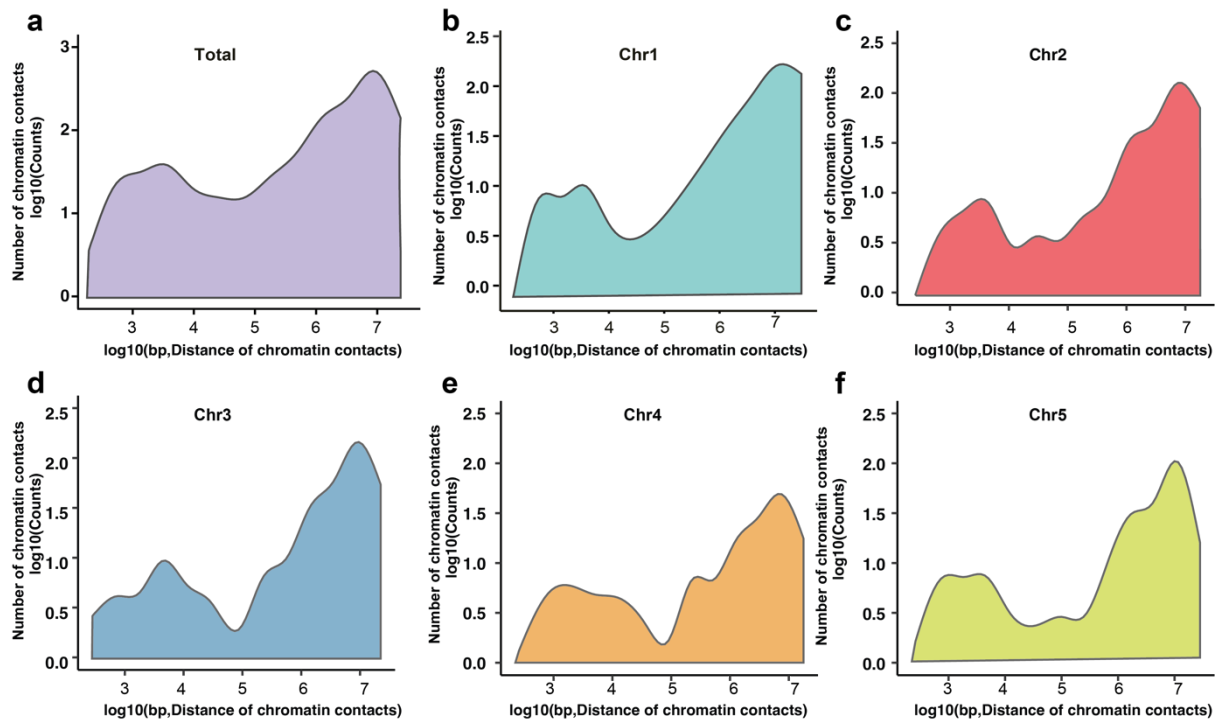 a
Total
Number of chromatin contacts
log10(Counts)
3
2
1
0
3 4 5 6 7
log10(bp,Distance of chromatin contacts)
b
Chr1
Number of chromatin contacts
log10(Counts)
2.5
2.0
1.5
1.0
0.5
0.0
3 4 5 6 7
log10(bp,Distance of chromatin contacts)
c
Chr2
Number of chromatin contacts
log10(Counts)
2.5
2.0
1.5
1.0
0.5
0.0
3 4 5 6 7
log10(bp,Distance of chromatin contacts)
d
Chr3
Number of chromatin contacts
log10(Counts)
2.5
2.0
1.5
1.0
0.5
0.0
3 4 5 6 7
log10(bp,Distance of chromatin contacts)
e
Chr4
Number of chromatin contacts
log10(Counts)
2.5
2.0
1.5
1.0
0.5
0.0
3 4 5 6 7
log10(bp,Distance of chromatin contacts)
f
Chr5
Number of chromatin contacts
log10(Counts)
2.5
2.0
1.5
1.0
0.5
0.0
3 4 5 6 7
log10(bp,Distance of chromatin contacts)